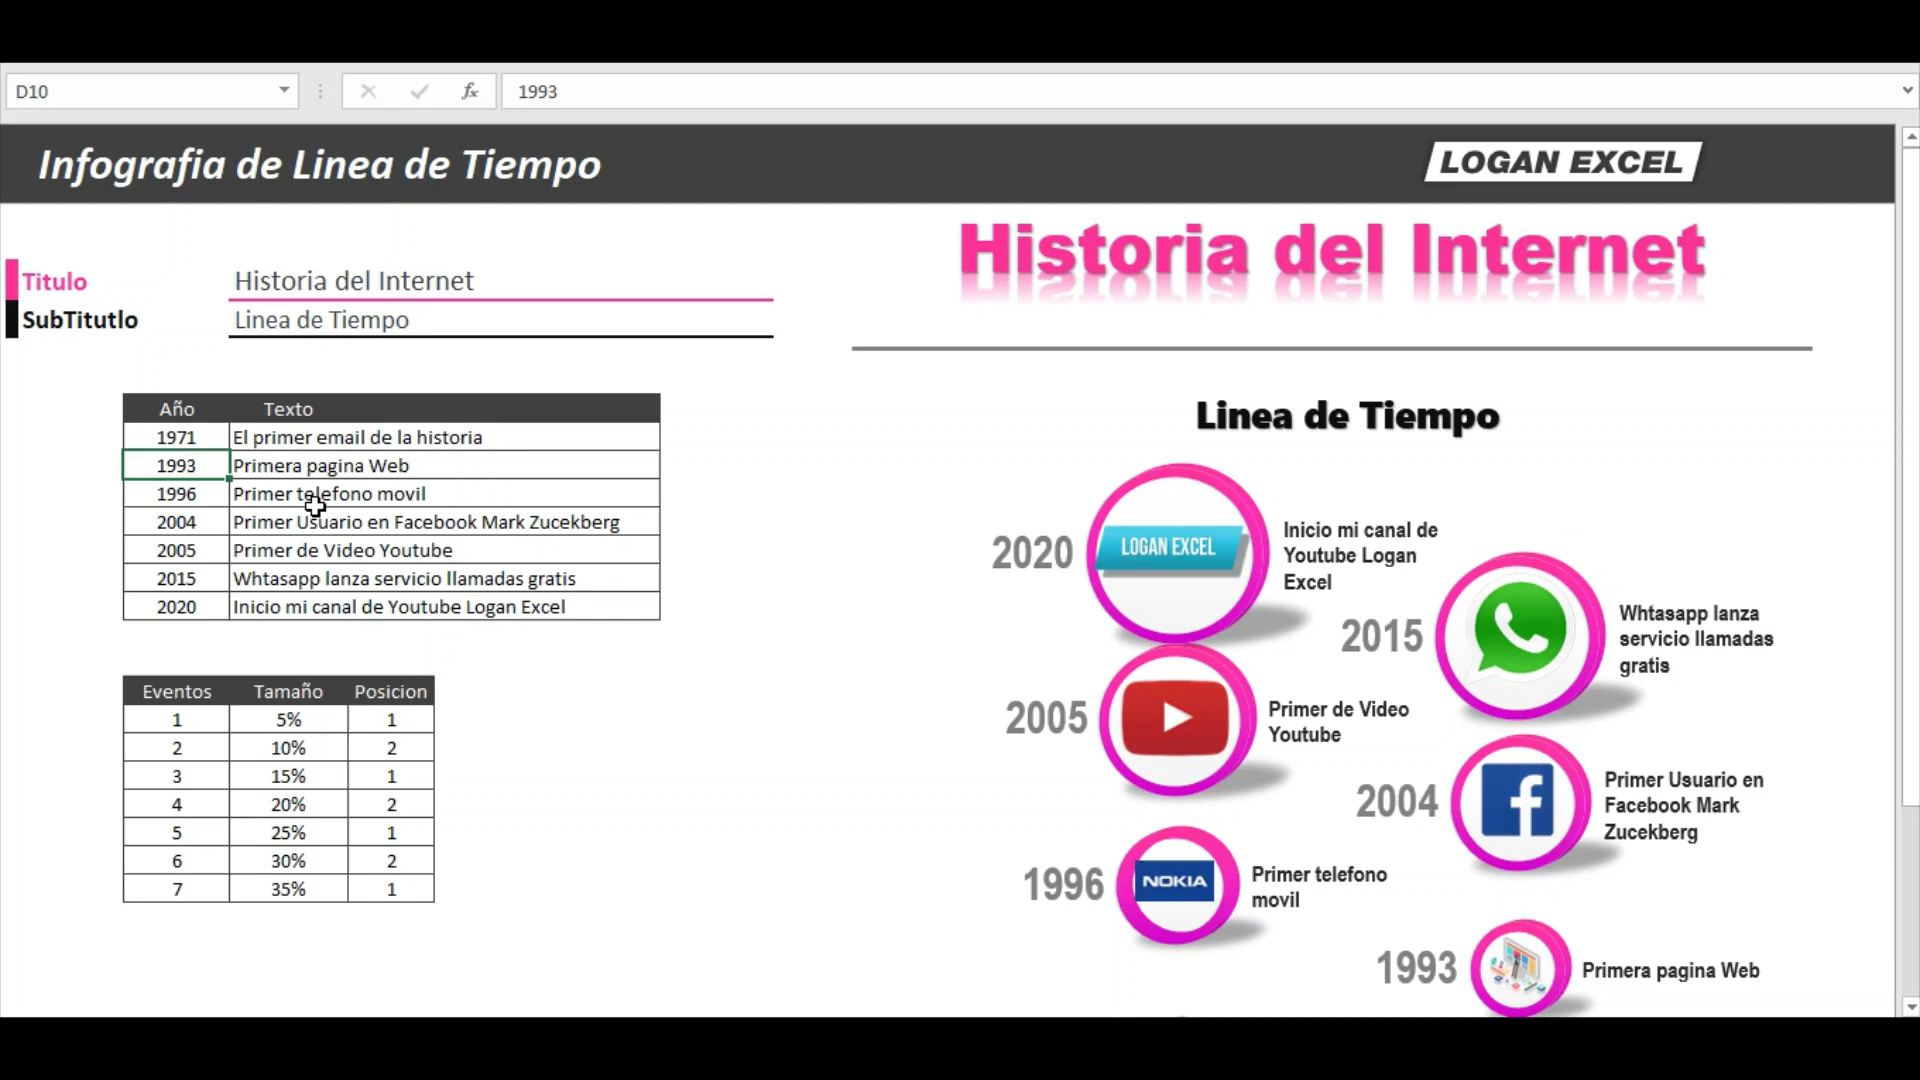 D10
fx
1993
Infografia de Linea de Tiempo
LOGAN EXCEL
Titulo
Historia del Internet
SubTitutlo
Linea de Tiempo
Año Texto
1971 El primer email de la historia
1993 Primera pagina Web
1996 Primer telefono movil
2004 Primer Usuario en Facebook Mark Zucekberg
2005 Primer de Video Youtube
2015 Whtasapp lanza servicio llamadas gratis
2020 Inicio mi canal de Youtube Logan Excel
Eventos Tamaño Posicion
1 5% 1
2 10% 2
3 15% 1
4 20% 2
5 25% 1
6 30% 2
7 35% 1
Historia del Internet
Linea de Tiempo
2020
LOGAN EXCEL
Inicio mi canal de
Youtube Logan
Excel
2015
Whtasapp lanza
servicio llamadas
gratis
2005
Primer de Video
Youtube
2004
f
Primer Usuario en
Facebook Mark
Zucekberg
1996
NOKIA
Primer telefono
movil
1993
Primera pagina Web